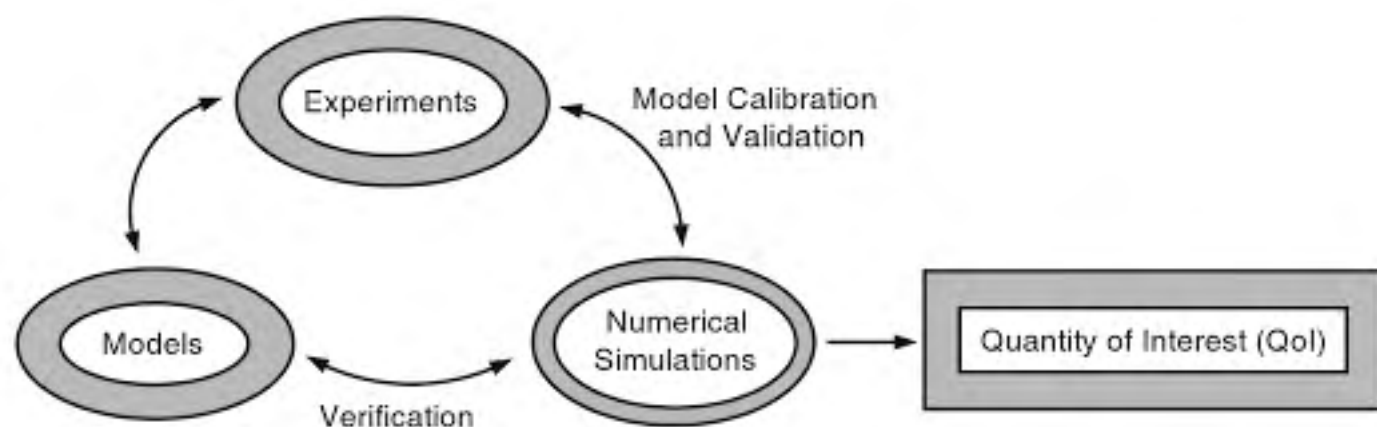 Experiments
Model Calibration
and Validation
Models
Numerical
Simulations
Quantity of Interest (QoI)
Verification